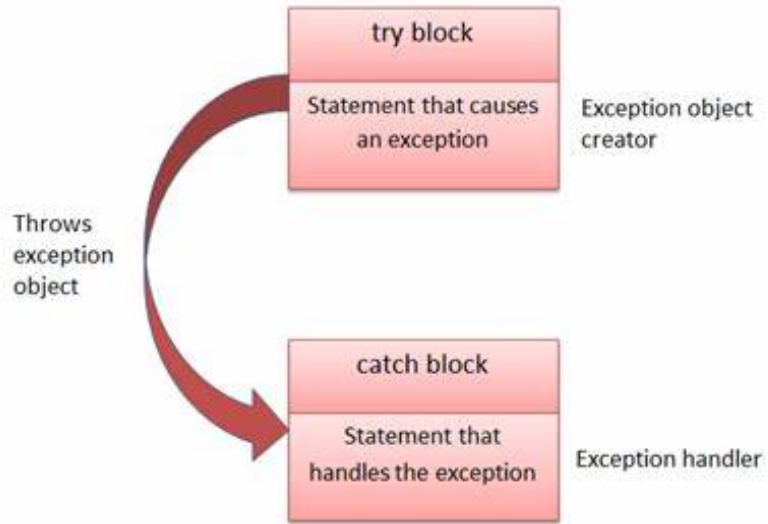 try block
Statement that causes
an exception
Exception object
creator
Throws
exception
object
catch block
Statement that
handles the exception
Exception handler